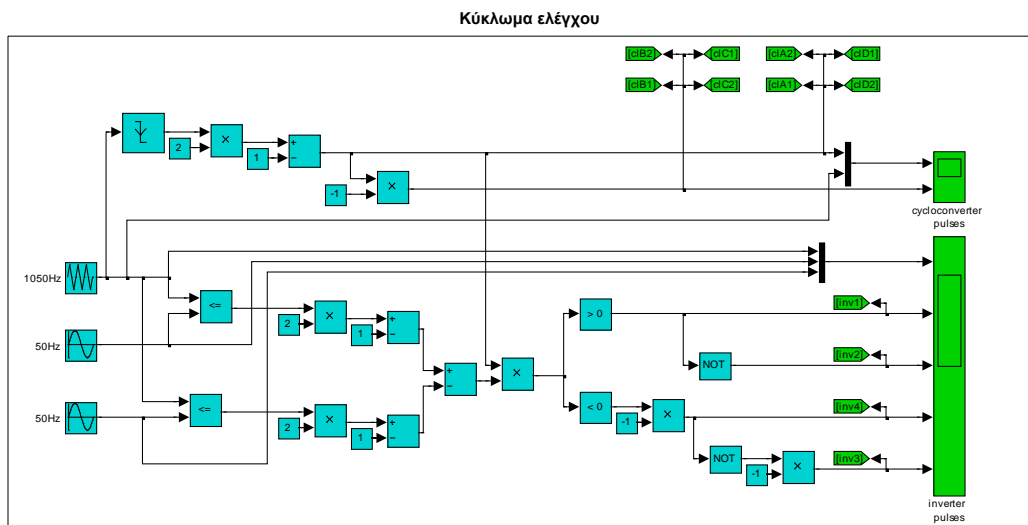 Κύκλωμα ελέγχου
[clB2] [clC1] [clA2] [clD1]
[clB1] [clC2] [clA1] [clD2]
2 × 1 + −
-1 ×
cycloconverter
pulses
1050Hz
<=
2 × 1 + −
50Hz
+ −
×
> 0
[inv1]
NOT
[inv2]
50Hz
<=
2 × 1 + −
< 0
-1 ×
[inv4]
NOT
-1 ×
[inv3]
inverter
pulses